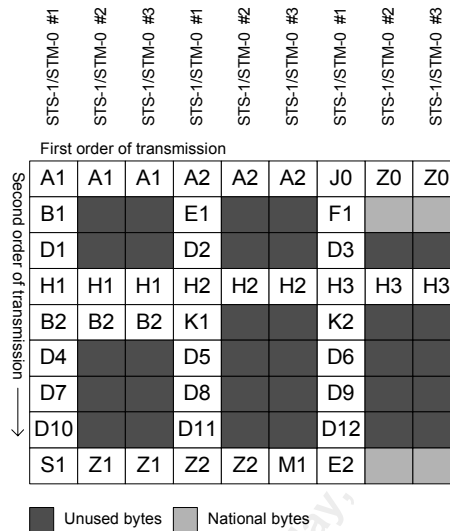 STS-1/STM-0 #1
STS-1/STM-0 #2
STS-1/STM-0 #3
STS-1/STM-0 #1
STS-1/STM-0 #2
STS-1/STM-0 #3
STS-1/STM-0 #1
STS-1/STM-0 #2
STS-1/STM-0 #3
First order of transmission
Second order of transmission
A1 A1 A1 A2 A2 A2 J0 Z0 Z0
B1 E1 F1
D1 D2 D3
H1 H1 H1 H2 H2 H2 H3 H3 H3
B2 B2 B2 K1 K2
D4 D5 D6
D7 D8 D9
D10 D11 D12
S1 Z1 Z1 Z2 Z2 M1 E2
Unused bytes National bytes